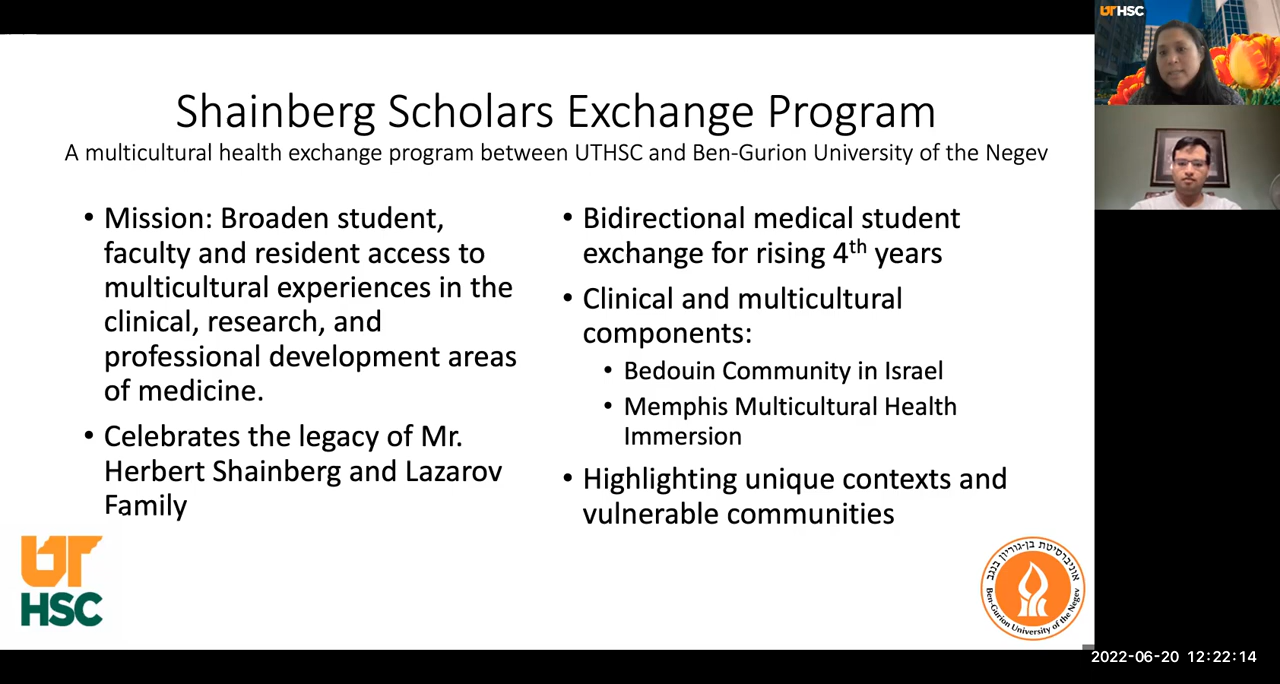 UTHSC
Shainberg Scholars Exchange Program
A multicultural health exchange program between UTHSC and Ben-Gurion University of the Negev
• Mission: Broaden student,
faculty and resident access to
multicultural experiences in the
clinical, research, and
professional development areas
of medicine.
• Celebrates the legacy of Mr.
Herbert Shainberg and Lazarov
Family
• Bidirectional medical student
exchange for rising 4th years
• Clinical and multicultural
components:
• Bedouin Community in Israel
• Memphis Multicultural Health
Immersion
• Highlighting unique contexts and
vulnerable communities
UT
HSC
אוניברסיטת בן-גוריון בנגב
Ben-Gurion University of the Negev
2022-06-20 12:22:14